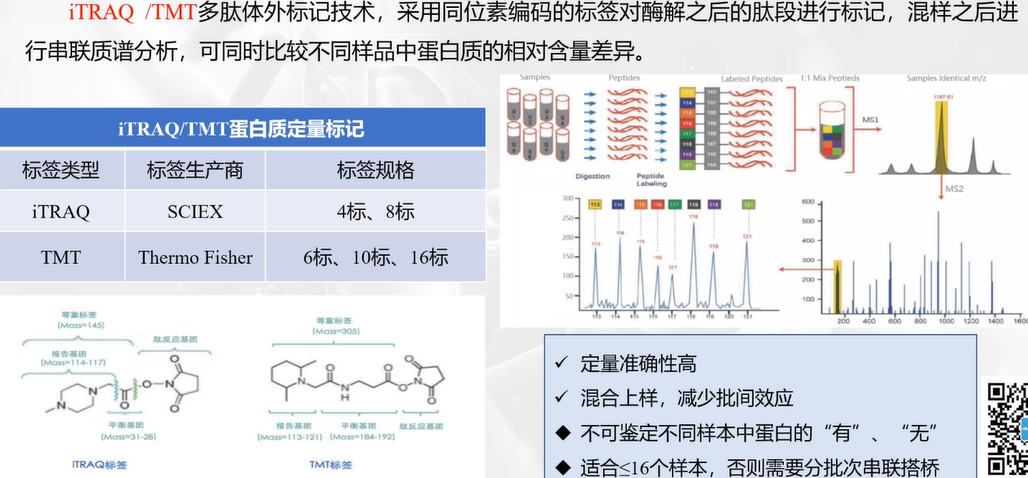 iTRAQ /TMT多肽体外标记技术，采用同位素编码的标签对酶解之后的肽段进行标记，混样之后进
行串联质谱分析，可同时比较不同样品中蛋白质的相对含量差异。
iTRAQ/TMT蛋白质定量标记
标签类型 标签生产商 标签规格
iTRAQ SCIEX 4标、8标
TMT Thermo Fisher 6标、10标、16标
等重标签
(Mass=145)
报告基团
(Mass=114-117)
肽反应基团
平衡基团
(Mass=31-28)
iTRAQ标签
等重标签
(Mass=305)
报告基团
(Mass=113-121)
平衡基团
(Mass=184-192)
肽反应基团
TMT标签
Samples Peptides Labeled Peptides 1:1 Mix Peptieds Samples Identical m/z
Digestion
Peptide
Labeling
MS1
MS2
300
250
200
150
100
50
113 114 115 116 117 118 119 121
113 114 115 116 117 118 119 120 121
600
400
300
200
100
200 400 600 800 1000 1200 1400 1600
✓ 定量准确性高
✓ 混合上样，减少批间效应
◆ 不可鉴定不同样本中蛋白的“有”、“无”
◆ 适合≤16个样本，否则需要分批次串联搭桥